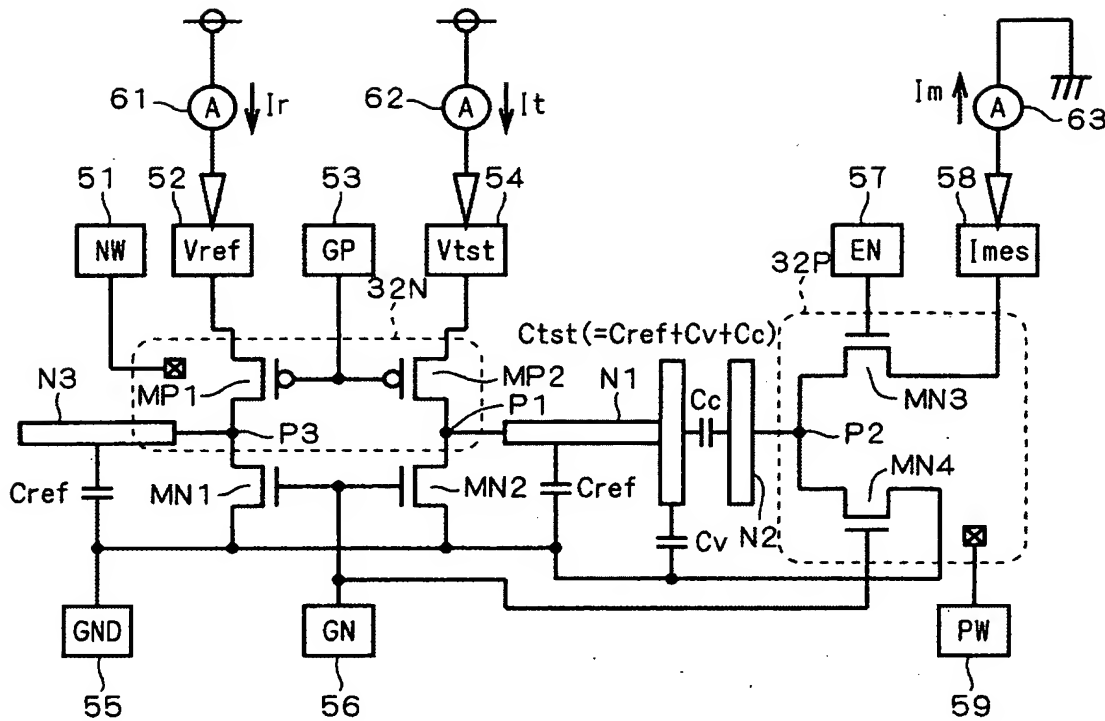 61
A
Ir
62
A
It
Im
A
63
51
52
53
54
57
58
NW
Vref
GP
Vtst
EN
Imes
32N
32P
Ctst(=Cref+Cv+Cc)
N3
MP1
MP2
N1
Cc
MN3
P3
P1
P2
Cref
MN1
MN2
Cref
MN4
Cv
N2
GND
GN
PW
55
56
59